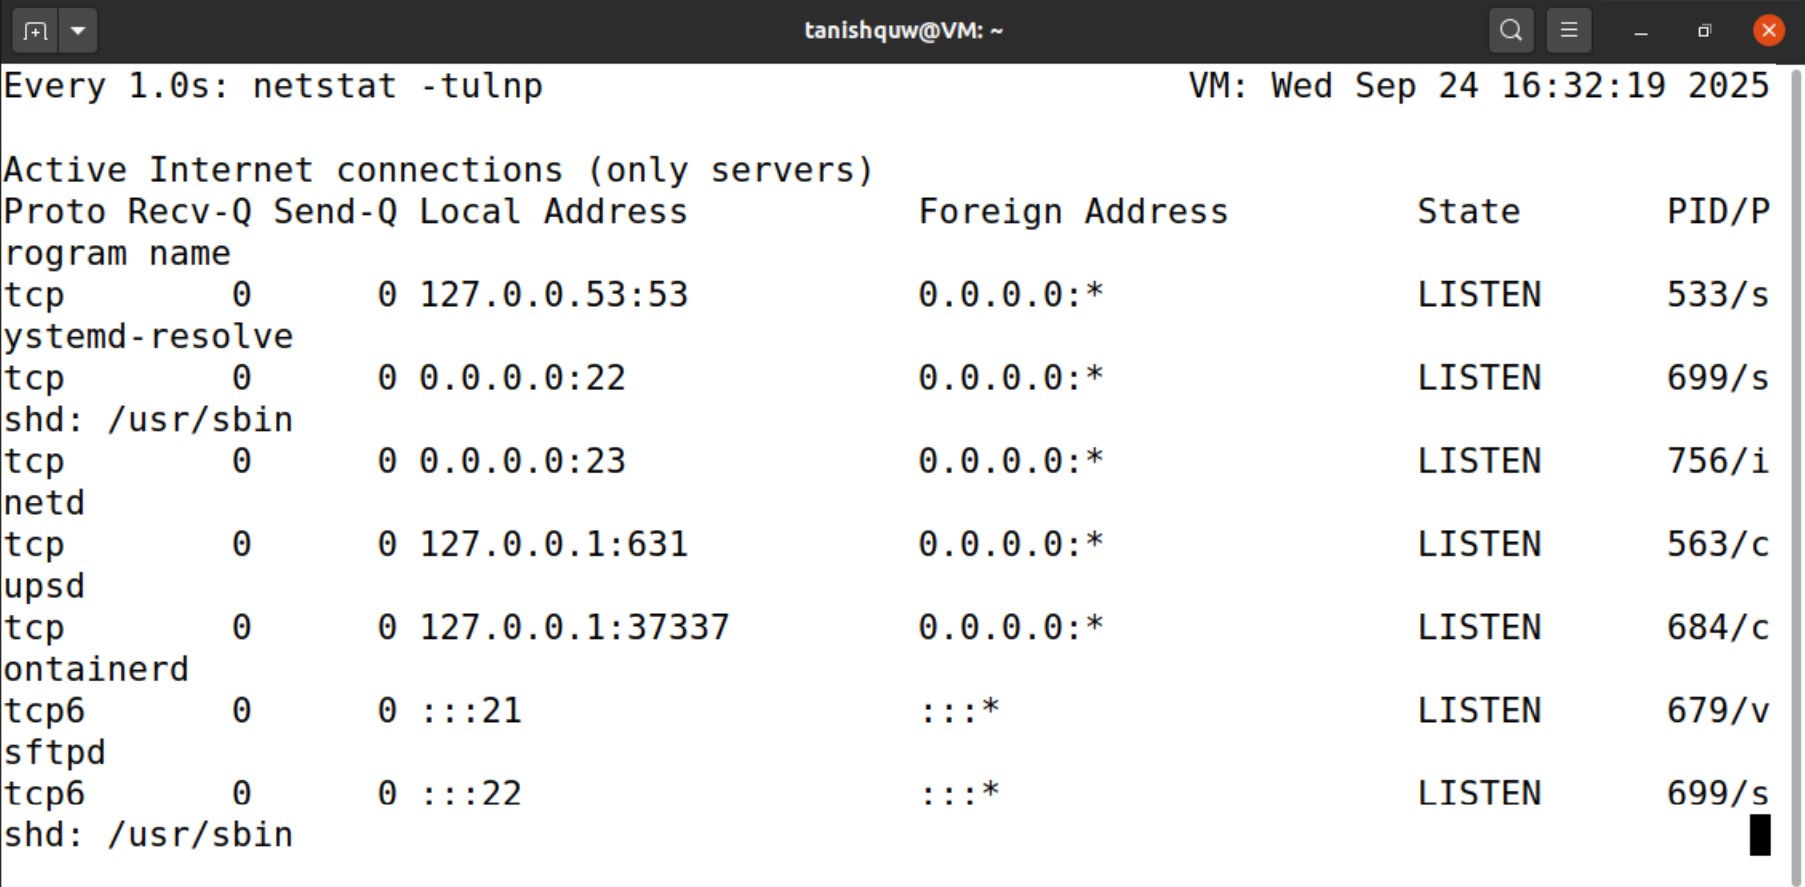 tanishquw@VM: ~
Every 1.0s: netstat -tulnp VM: Wed Sep 24 16:32:19 2025
Active Internet connections (only servers)
Proto Recv-Q Send-Q Local Address Foreign Address State PID/P
rogram name
tcp 0 0 127.0.0.53:53 0.0.0.0:* LISTEN 533/s
ystemd-resolve
tcp 0 0 0.0.0.0:22 0.0.0.0:* LISTEN 699/s
shd: /usr/sbin
tcp 0 0 0.0.0.0:23 0.0.0.0:* LISTEN 756/i
netd
tcp 0 0 127.0.0.1:631 0.0.0.0:* LISTEN 563/c
upsd
tcp 0 0 127.0.0.1:37337 0.0.0.0:* LISTEN 684/c
ontainerd
tcp6 0 0 :::21 :::* LISTEN 679/v
sftpd
tcp6 0 0 :::22 :::* LISTEN 699/s
shd: /usr/sbin